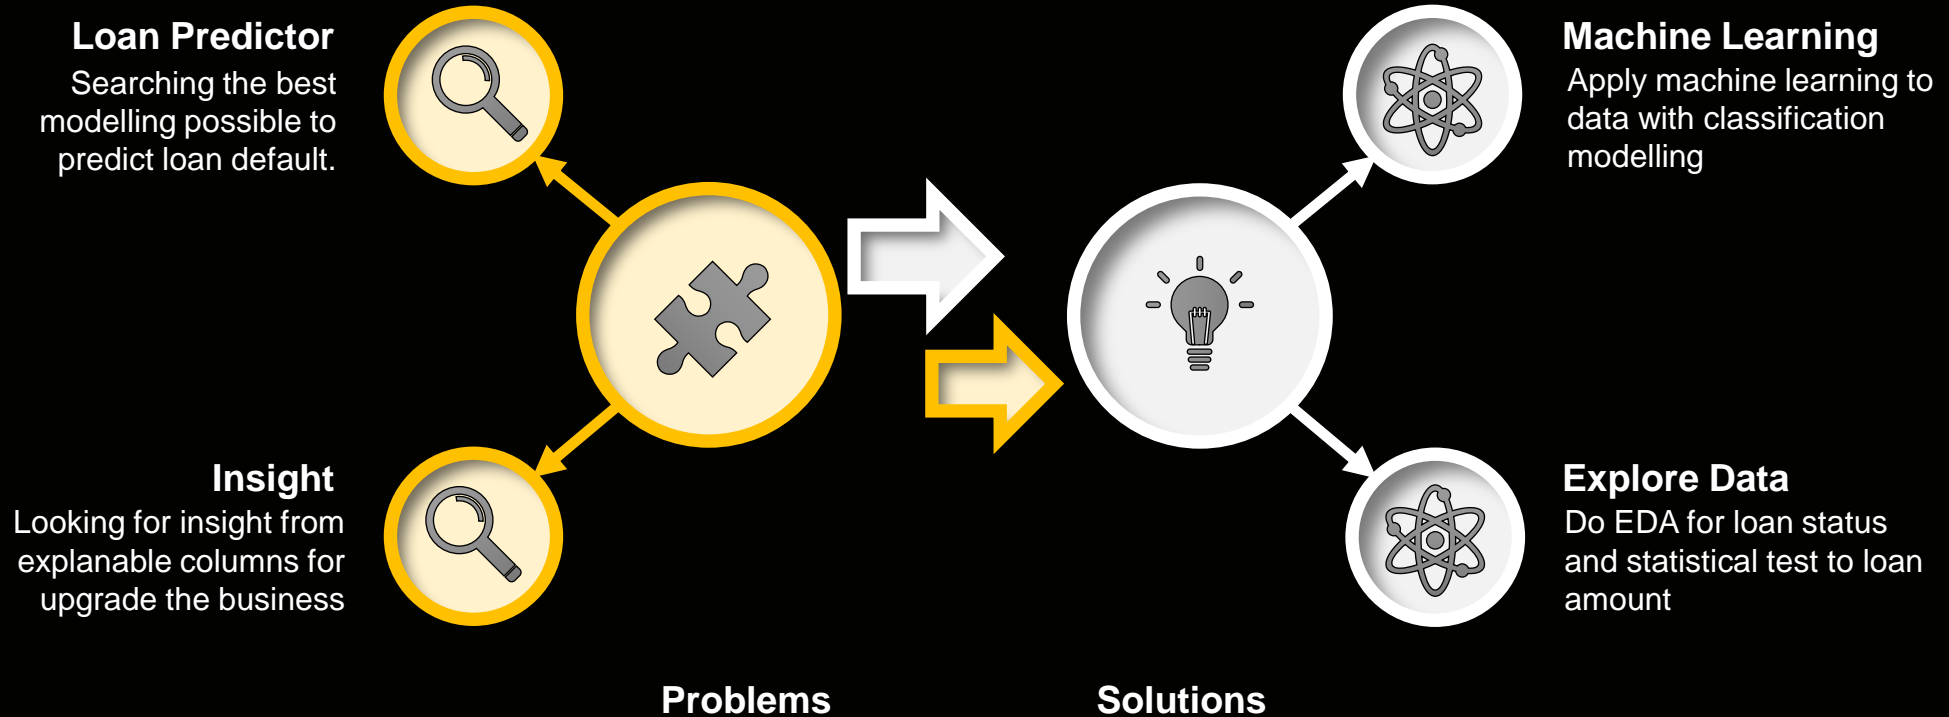 Loan Predictor
Searching the best
modelling possible to
predict loan default.
Machine Learning
Apply machine learning to
data with classification
modelling
Insight
Looking for insight from
explanable columns for
upgrade the business
Explore Data
Do EDA for loan status
and statistical test to loan
amount
Problems
Solutions